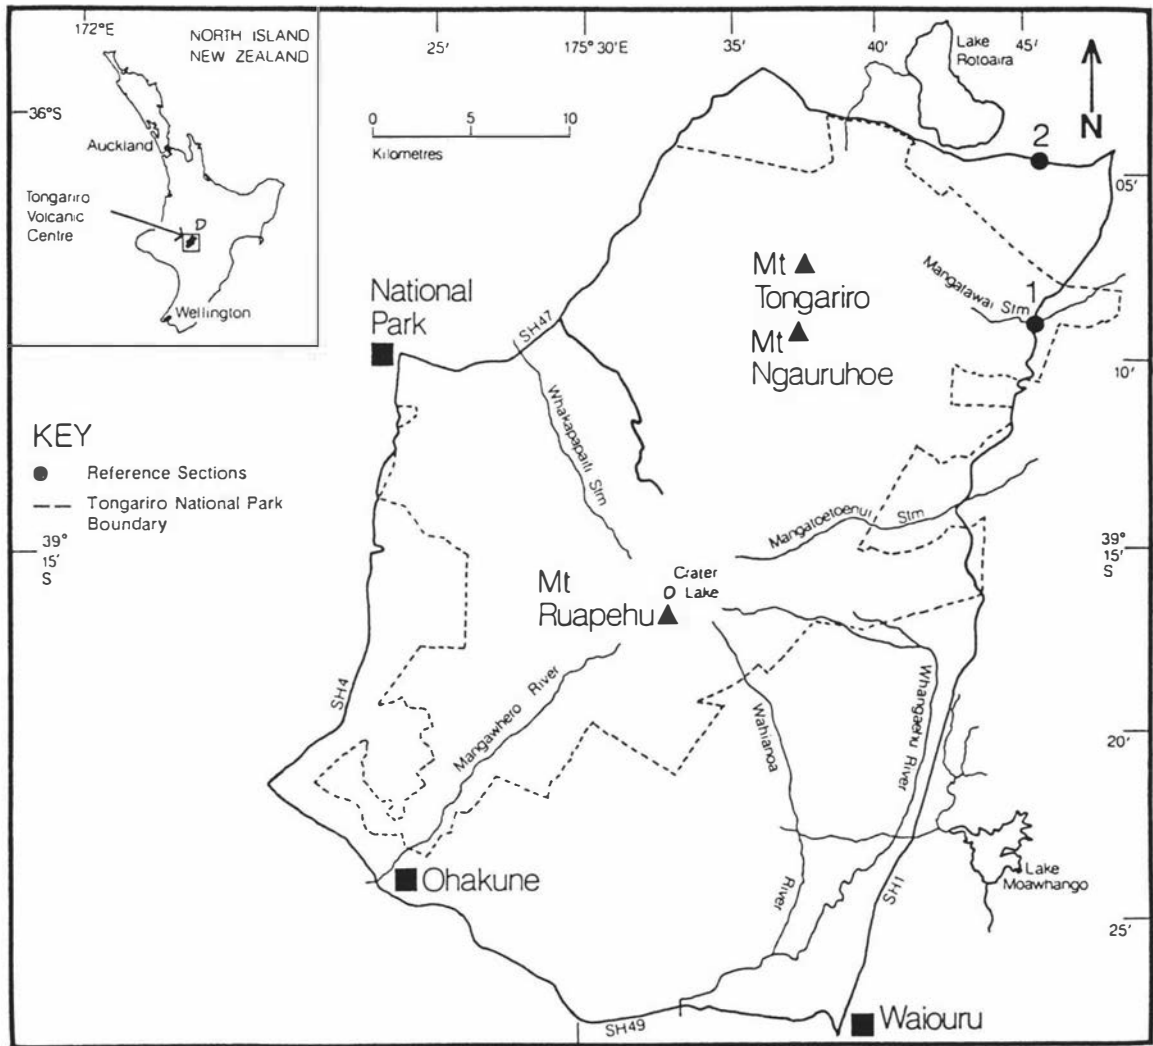 172°E
NORTH ISLAND
NEW ZEALAND
36°S
Auckland
Tongariro
Volcanic
Centre
D
Wellington
25'
175°30'E
35'
40'
45'
Lake
Rotoaira
N
0 5 10
Kilometres
2
05'
Mt
Tongariro
Mangatawai Stm
1
National
Park
SH47
Mt
Ngauruhoe
10'
Whakapapaiti Stm
KEY
Reference Sections
Tongariro National Park
Boundary
Mangatoetoenui Stm
39°
15'
S
39°
15'
S
Crater
Lake
Mt
Ruapehu
SH4
Mangawhero River
Wahianoa
River
Whangaehu River
20'
Ohakune
SH1
Lake
Moawhango
25'
SH49
Waiouru